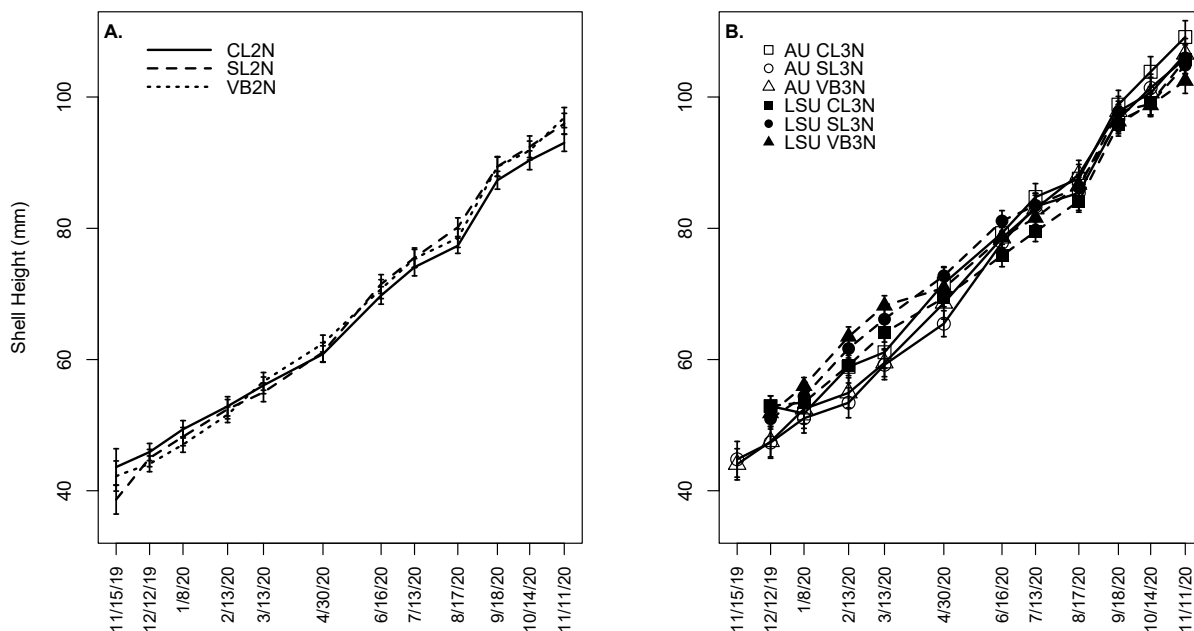 A.
CL2N
SL2N
VB2N
Shell Height (mm)
100
80
60
40
11/15/19
12/12/19
1/8/20
2/13/20
3/13/20
4/30/20
6/16/20
7/13/20
8/17/20
9/18/20
10/14/20
11/11/20
B.
AU CL3N
AU SL3N
AU VB3N
LSU CL3N
LSU SL3N
LSU VB3N
100
80
60
40
11/15/19
12/12/19
1/8/20
2/13/20
3/13/20
4/30/20
6/16/20
7/13/20
8/17/20
9/18/20
10/14/20
11/11/20